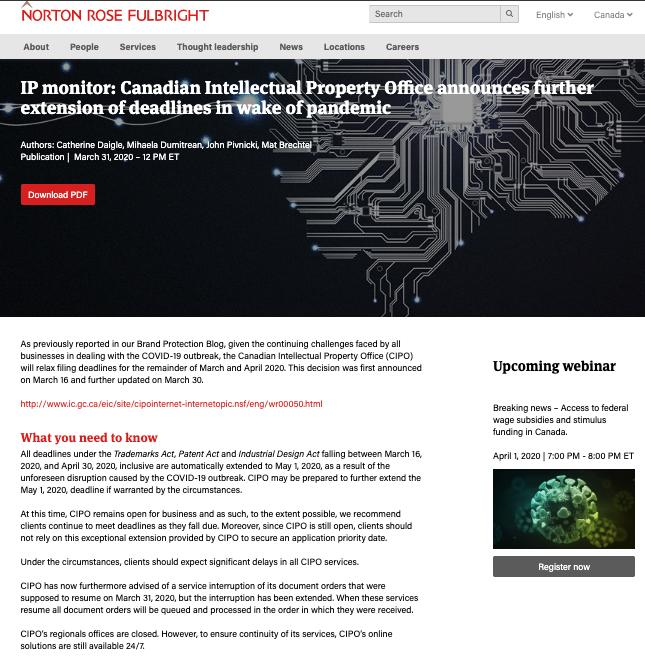 NORTON ROSE FULBRIGHT
Search
English
Canada
About People Services Thought leadership News Locations Careers
IP monitor: Canadian Intellectual Property Office announces further
extension of deadlines in wake of pandemic
Authors: Catherine Daigle, Mihaela Dumitrean, John Pivnicki, Mat Brechtel
Publication | March 31, 2020 – 12 PM ET
Download PDF
As previously reported in our Brand Protection Blog, given the continuing challenges faced by all
businesses in dealing with the COVID-19 outbreak, the Canadian Intellectual Property Office (CIPO)
will relax filing deadlines for the remainder of March and April 2020. This decision was first announced
on March 16 and further updated on March 30.
http://www.ic.gc.ca/eic/site/cipointernet-internetopic.nsf/eng/wr00050.html
What you need to know
All deadlines under the Trademarks Act, Patent Act and Industrial Design Act falling between March 16,
2020, and April 30, 2020, inclusive are automatically extended to May 1, 2020, as a result of the
unforeseen disruption caused by the COVID-19 outbreak. CIPO may be prepared to further extend the
May 1, 2020, deadline if warranted by the circumstances.
At this time, CIPO remains open for business and as such, to the extent possible, we recommend
clients continue to meet deadlines as they fall due. Moreover, since CIPO is still open, clients should
not rely on this exceptional extension provided by CIPO to secure an application priority date.
Under the circumstances, clients should expect significant delays in all CIPO services.
CIPO has now furthermore advised of a service interruption of its document orders that were
supposed to resume on March 31, 2020, but the interruption has been extended. When these services
resume all document orders will be queued and processed in the order in which they were received.
CIPO's regionals offices are closed. However, to ensure continuity of its services, CIPO's online
solutions are still available 24/7.
Upcoming webinar
Breaking news – Access to federal
wage subsidies and stimulus
funding in Canada.
April 1, 2020 | 7:00 PM - 8:00 PM ET
Register now